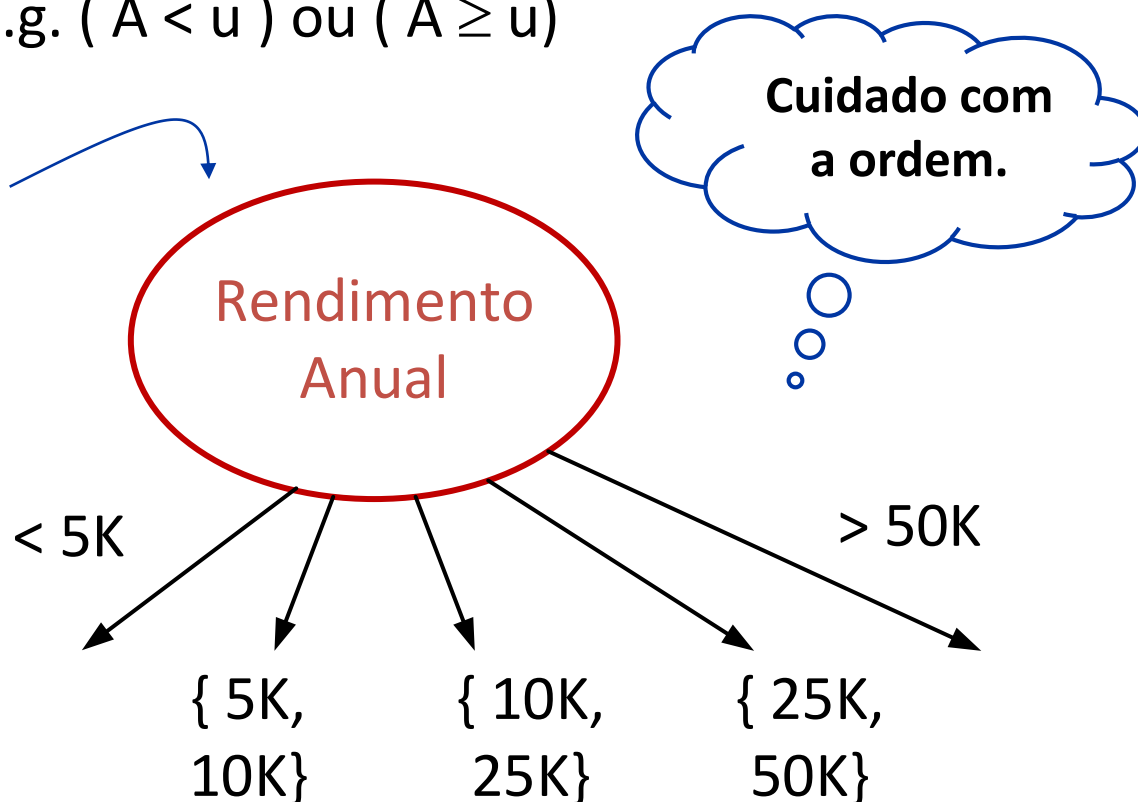 .g. ( A < u ) ou ( A ≥ u)
Cuidado com
a ordem.
Rendimento
Anual
< 5K
> 50K
{ 5K,
10K}
{ 10K,
25K}
{ 25K,
50K}